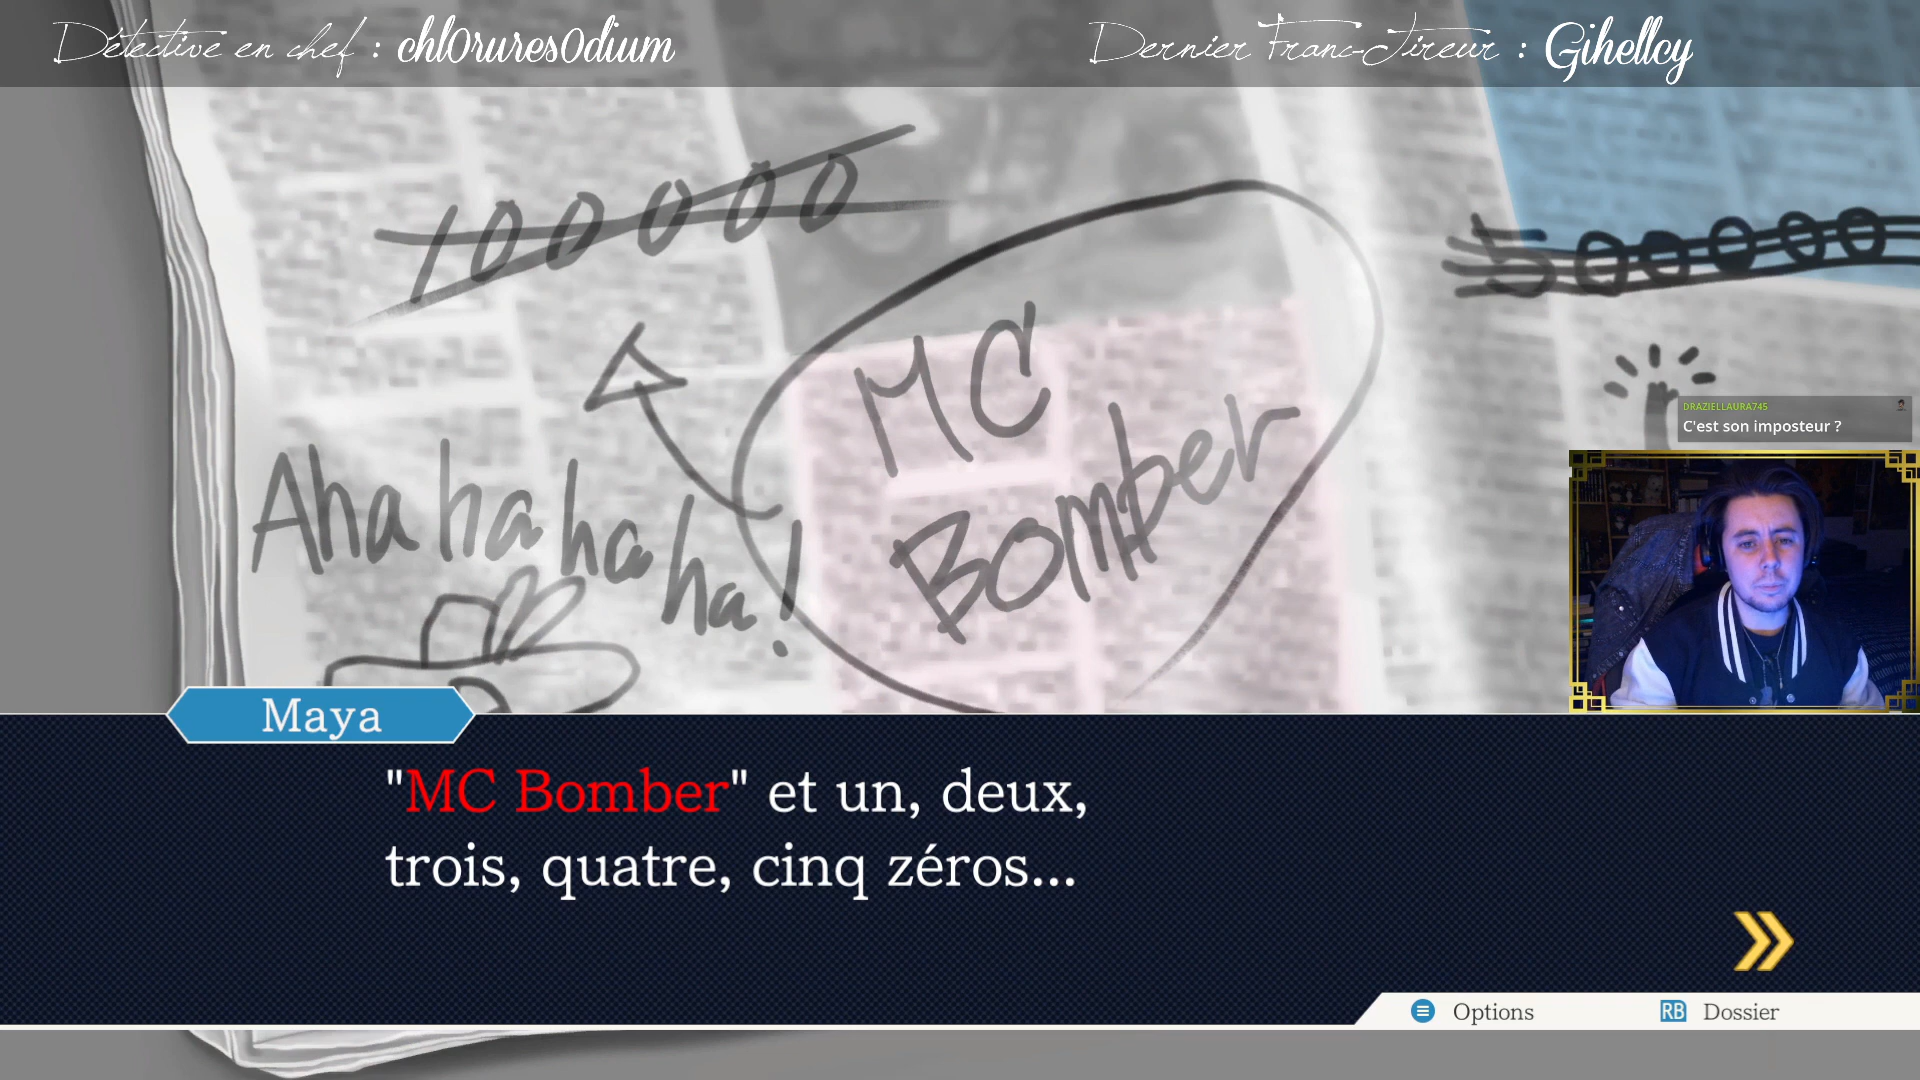 Détective en chef : chl0rures0dium
Dernier Franc-Tireur : Gihellcy
100000
500000
MC
Bomber
Ahahahaha!
DRAZIELLAURA745
C'est son imposteur ?
Maya
"MC Bomber" et un, deux,
trois, quatre, cinq zéros...
Options
RB Dossier